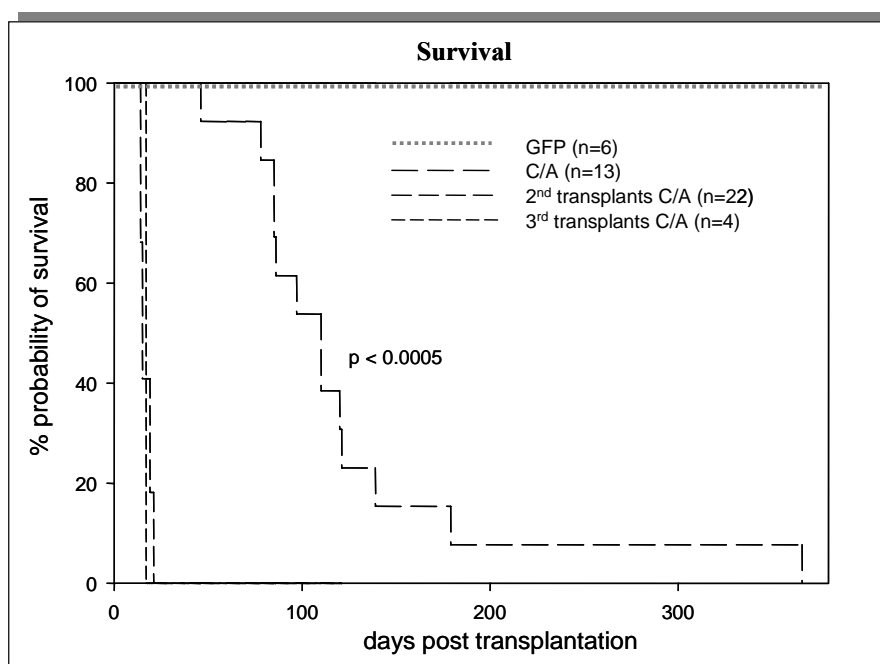 Survival
100
80
60
40
20
0
% probability of survival
GFP (n=6)
C/A (n=13)
2nd transplants C/A (n=22)
3rd transplants C/A (n=4)
p < 0.0005
0 100 200 300
days post transplantation